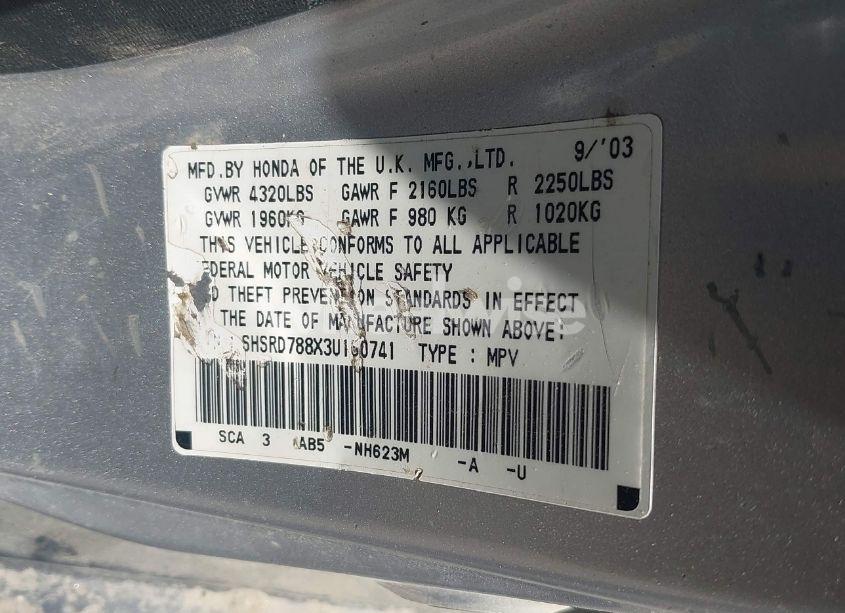 MFD.BY HONDA OF THE U.K. MFG.,LTD. 9/'03
GVWR 4320LBS GAWR F 2160LBS R 2250LBS
GVWR 1960KG GAWR F 980 KG R 1020KG
THIS VEHICLE CONFORMS TO ALL APPLICABLE
EDERAL MOTOR VEHICLE SAFETY
D THEFT PREVENTION STANDARDS IN EFFECT
THE DATE OF MANUFACTURE SHOWN ABOVE:
TYPE : MPV
SCA 3 AB5 -NH623M -A -U